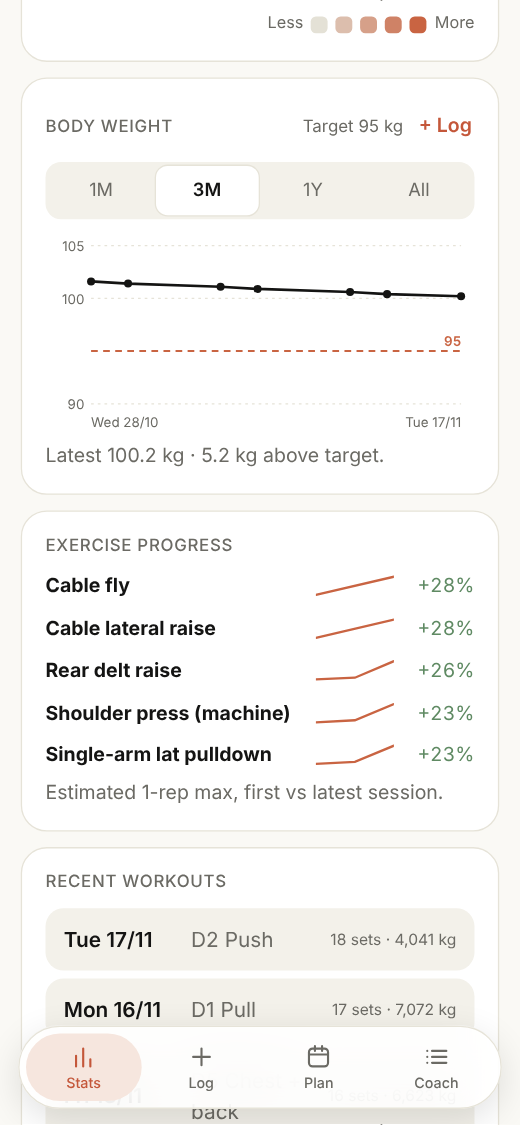 Less More
BODY WEIGHT Target 95 kg + Log
1M 3M 1Y All
105
100
95
90
Wed 28/10 Tue 17/11
Latest 100.2 kg · 5.2 kg above target.
EXERCISE PROGRESS
Cable fly +28%
Cable lateral raise +28%
Rear delt raise +26%
Shoulder press (machine) +23%
Single-arm lat pulldown +23%
Estimated 1-rep max, first vs latest session.
RECENT WORKOUTS
Tue 17/11 D2 Push 18 sets · 4,041 kg
Mon 16/11 D1 Pull 17 sets · 7,072 kg
Stats Log Plan Coach
back